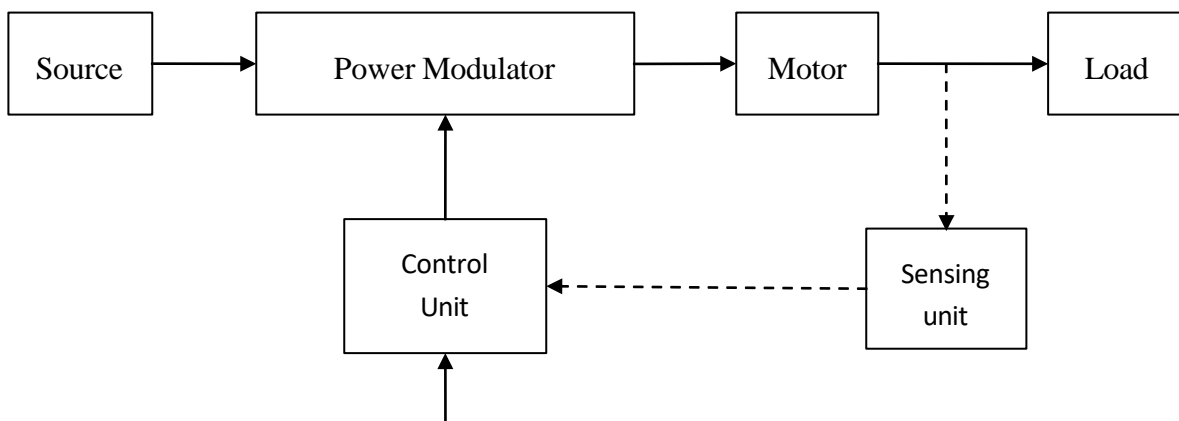 Source
Power Modulator
Motor
Load
Control
Unit
Sensing
unit